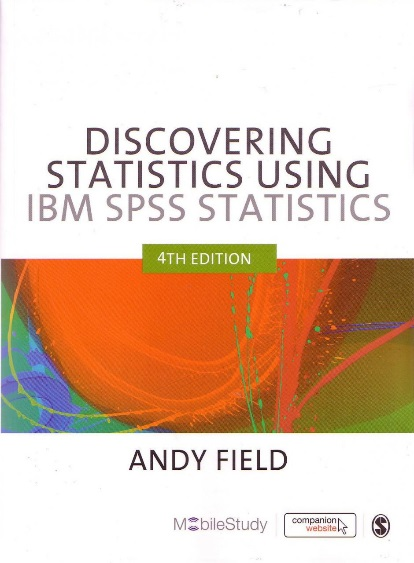 DISCOVERING
STATISTICS USING
IBM SPSS STATISTICS
4TH EDITION
ANDY FIELD
MobileStudy
companion
website
S